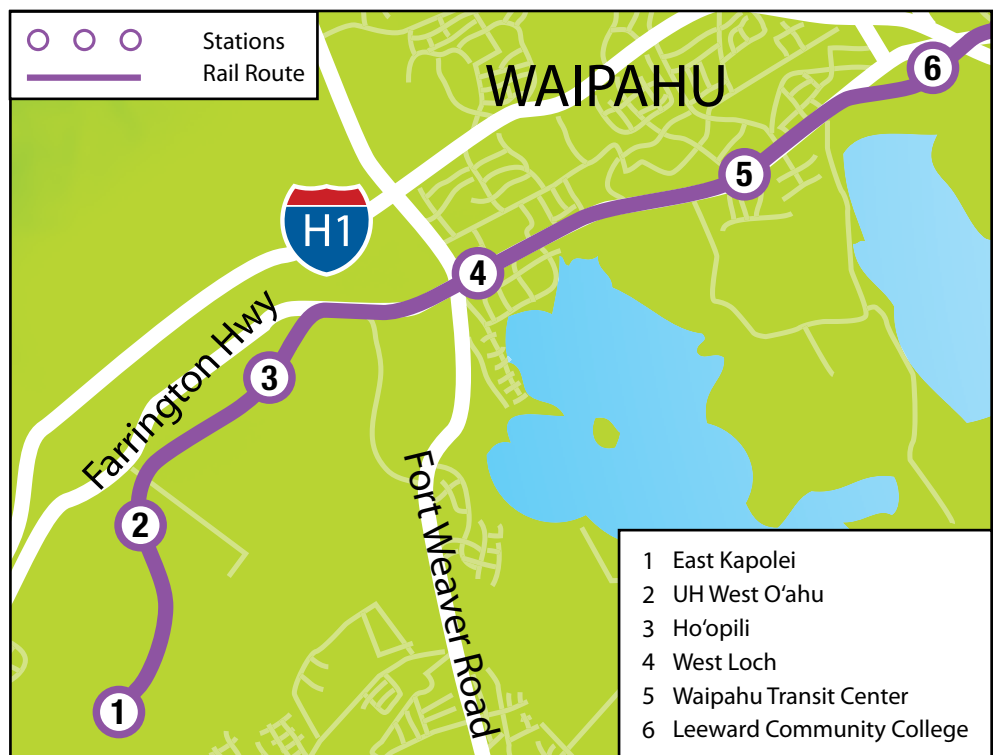 Stations
Rail Route
WAIPAHU
H1
Farrington Hwy
Fort Weaver Road
1
2
3
4
5
6
1 East Kapolei
2 UH West O‘ahu
3 Ho‘opili
4 West Loch
5 Waipahu Transit Center
6 Leeward Community College